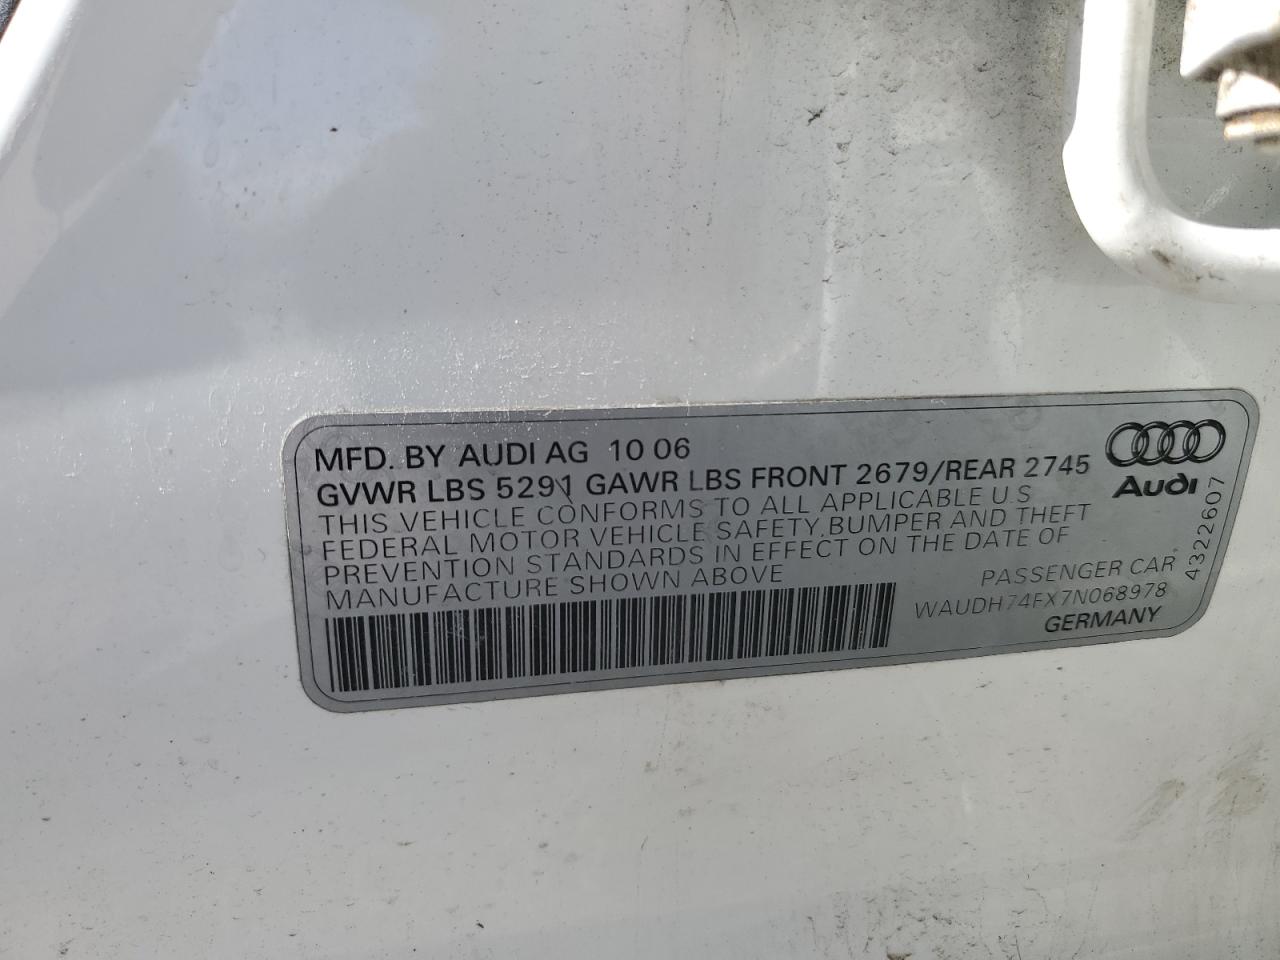 MFD. BY AUDI AG 10 06
GVWR LBS 5291 GAWR LBS FRONT 2679/REAR 2745
THIS VEHICLE CONFORMS TO ALL APPLICABLE U S
FEDERAL MOTOR VEHICLE SAFETY, BUMPER AND THEFT
PREVENTION STANDARDS IN EFFECT ON THE DATE OF
MANUFACTURE SHOWN ABOVE
PASSENGER CAR
WAUDH74FX7N068978
GERMANY
Audi
4322607